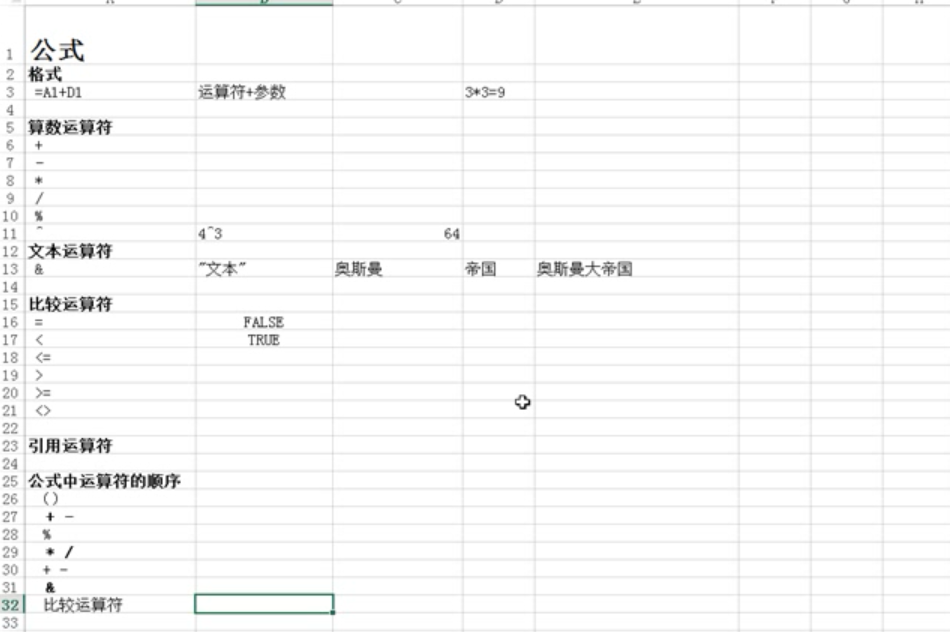 1 公式
2 格式
3 =A1+D1 运算符+参数 3*3=9
4
5 算数运算符
6 +
7 -
8 *
9 /
10 %
11 ^ 4^3 64
12 文本运算符
13 & "文本" 奥斯曼 帝国 奥斯曼大帝国
14
15 比较运算符
16 = FALSE
17 < TRUE
18 <=
19 >
20 >=
21 <>
22
23 引用运算符
24
25 公式中运算符的顺序
26 ()
27 + -
28 %
29 * /
30 + -
31 &
32 比较运算符
33